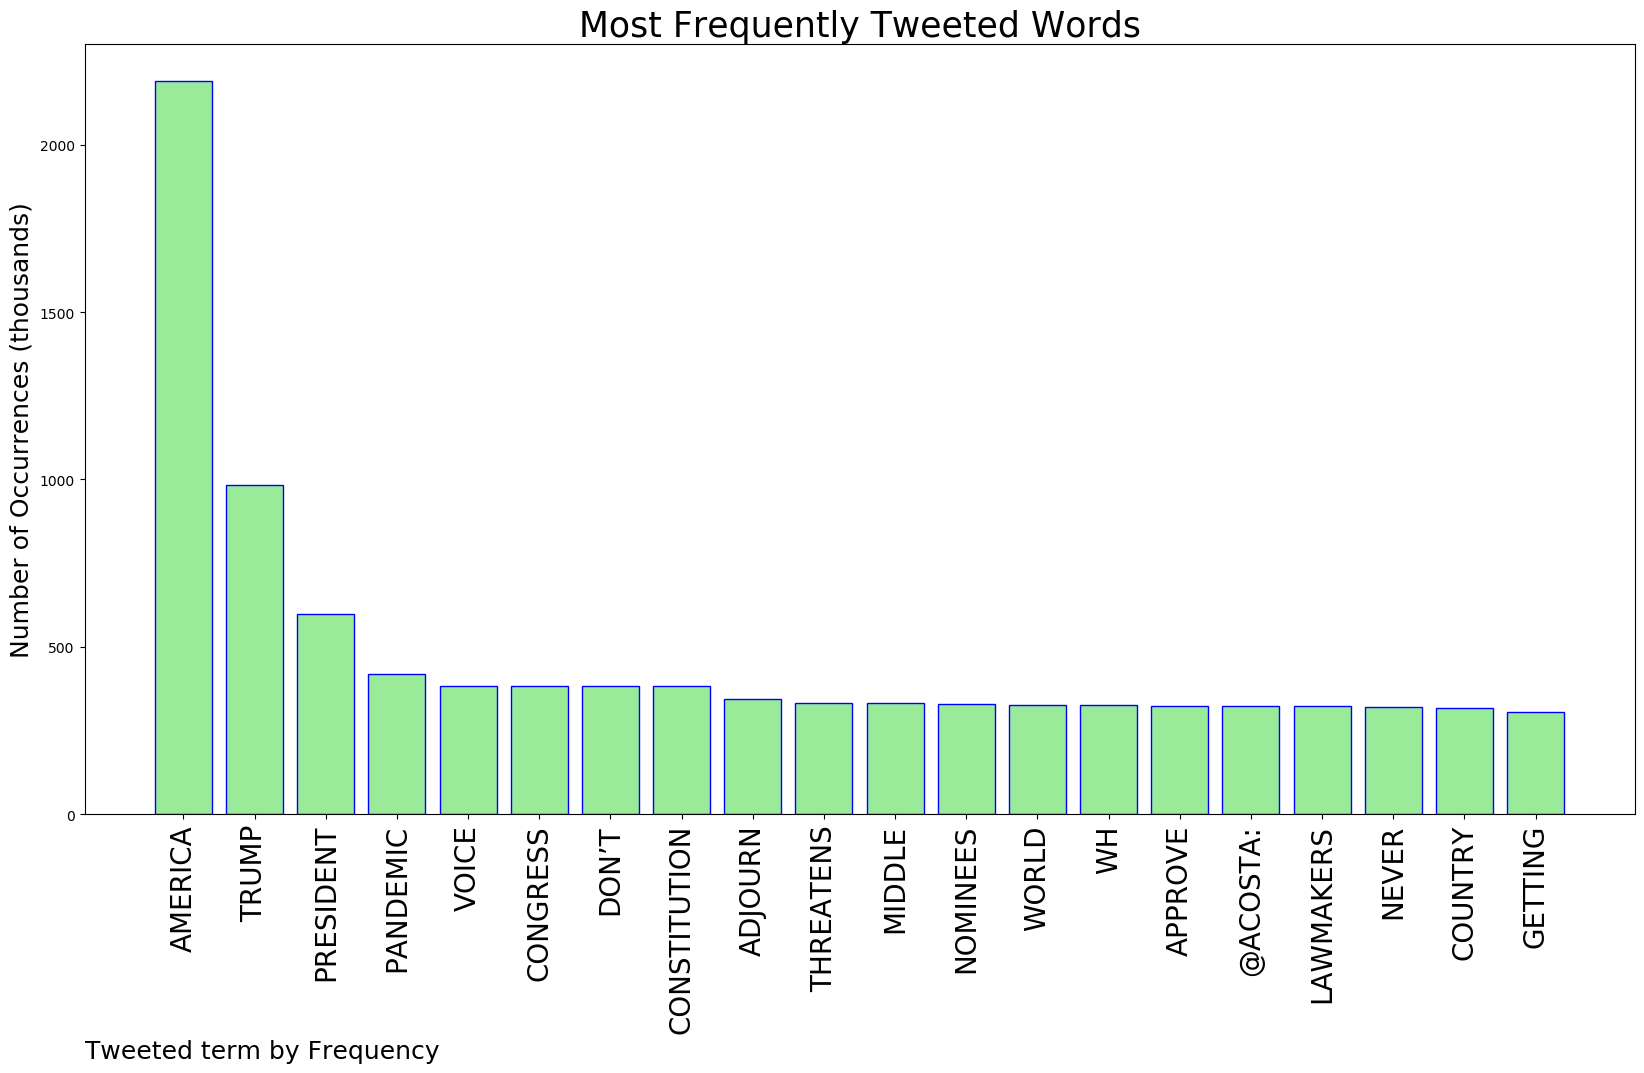 Most Frequently Tweeted Words
Number of Occurrences (thousands)
2000
1500
1000
500
0
AMERICA
TRUMP
PRESIDENT
PANDEMIC
VOICE
CONGRESS
DON’T
CONSTITUTION
ADJOURN
THREATENS
MIDDLE
NOMINEES
WORLD
WH
APPROVE
@ACOSTA:
LAWMAKERS
NEVER
COUNTRY
GETTING
Tweeted term by Frequency